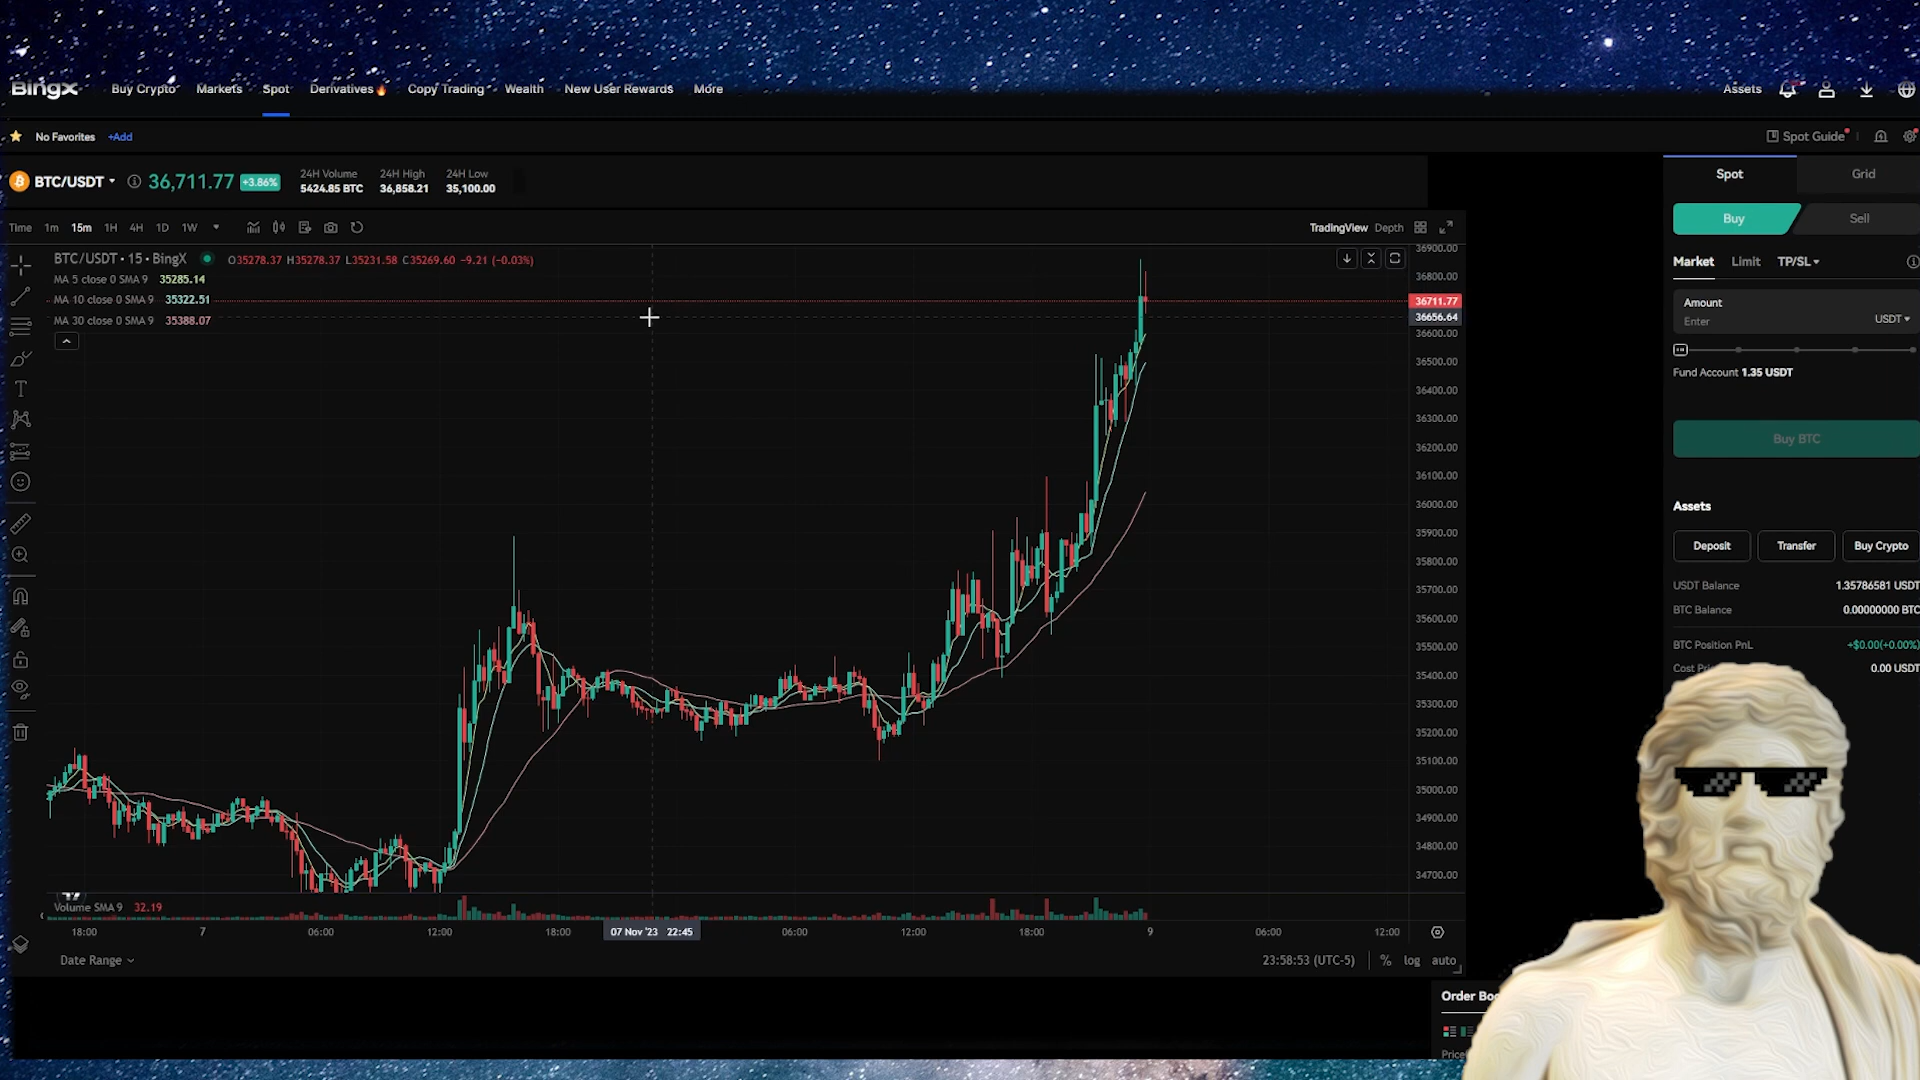 BingX Buy Crypto Markets Spot Derivatives Copy Trading Wealth New User Rewards More Assets
No Favorites +Add Spot Guide
BTC/USDT 36,711.77 +3.86%
24H Volume 24H High 24H Low
5424.85 BTC 36,858.21 35,100.00
Time 1m 15m 1H 4H 1D 1W TradingView Depth
BTC/USDT · 15 · BingX O35278.37 H35278.37 L35231.58 C35269.60 -9.21 (-0.03%)
MA 5 close 0 SMA 9 35285.14
MA 10 close 0 SMA 9 35322.51
MA 30 close 0 SMA 9 35388.07
36900.00
36800.00
36711.77
36656.64
36600.00
36500.00
36400.00
36300.00
36200.00
36100.00
36000.00
35900.00
35800.00
35700.00
35600.00
35500.00
35400.00
35300.00
35200.00
35100.00
35000.00
34900.00
34800.00
34700.00
Volume SMA 9 32.19
18:00 7 06:00 12:00 18:00 07 Nov '23 22:45 06:00 12:00 18:00 9 06:00 12:00
Date Range 23:58:53 (UTC-5) % log auto
Spot Grid
Buy Sell
Market Limit TP/SL
Amount
Enter USDT
Fund Account 1.35 USDT
Buy BTC
Assets
Deposit Transfer Buy Crypto
USDT Balance 1.35786581 USDT
BTC Balance 0.00000000 BTC
BTC Position PnL +$0.00(+0.00%)
Cost 0.00 USDT
Order